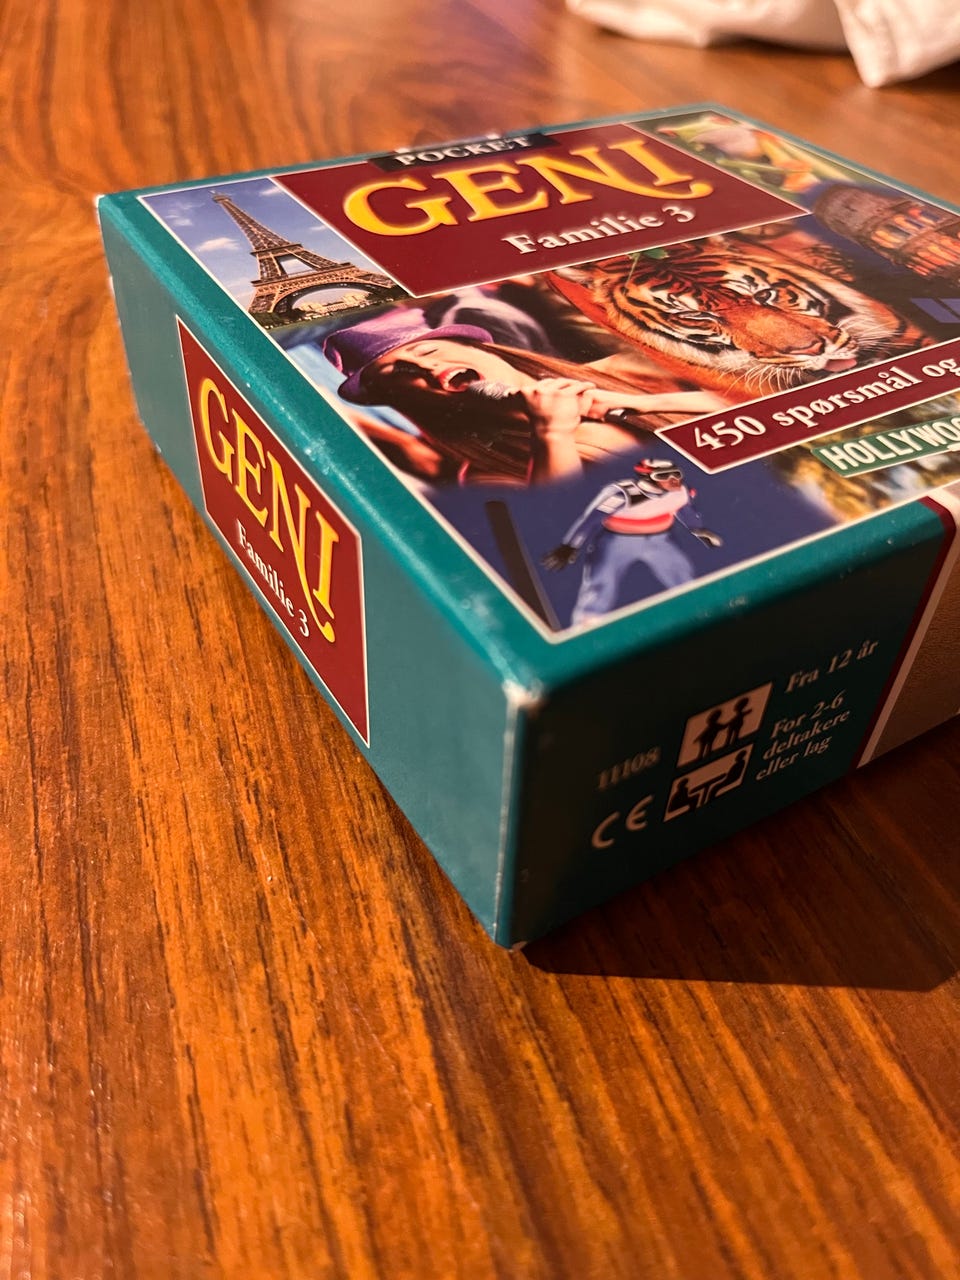 POCKET
GENI
Familie 3
450 spørsmål og
HOLLYWOO
GENI
Familie 3
11108
Fra 12 år
For 2-6
deltakere
eller lag
CE